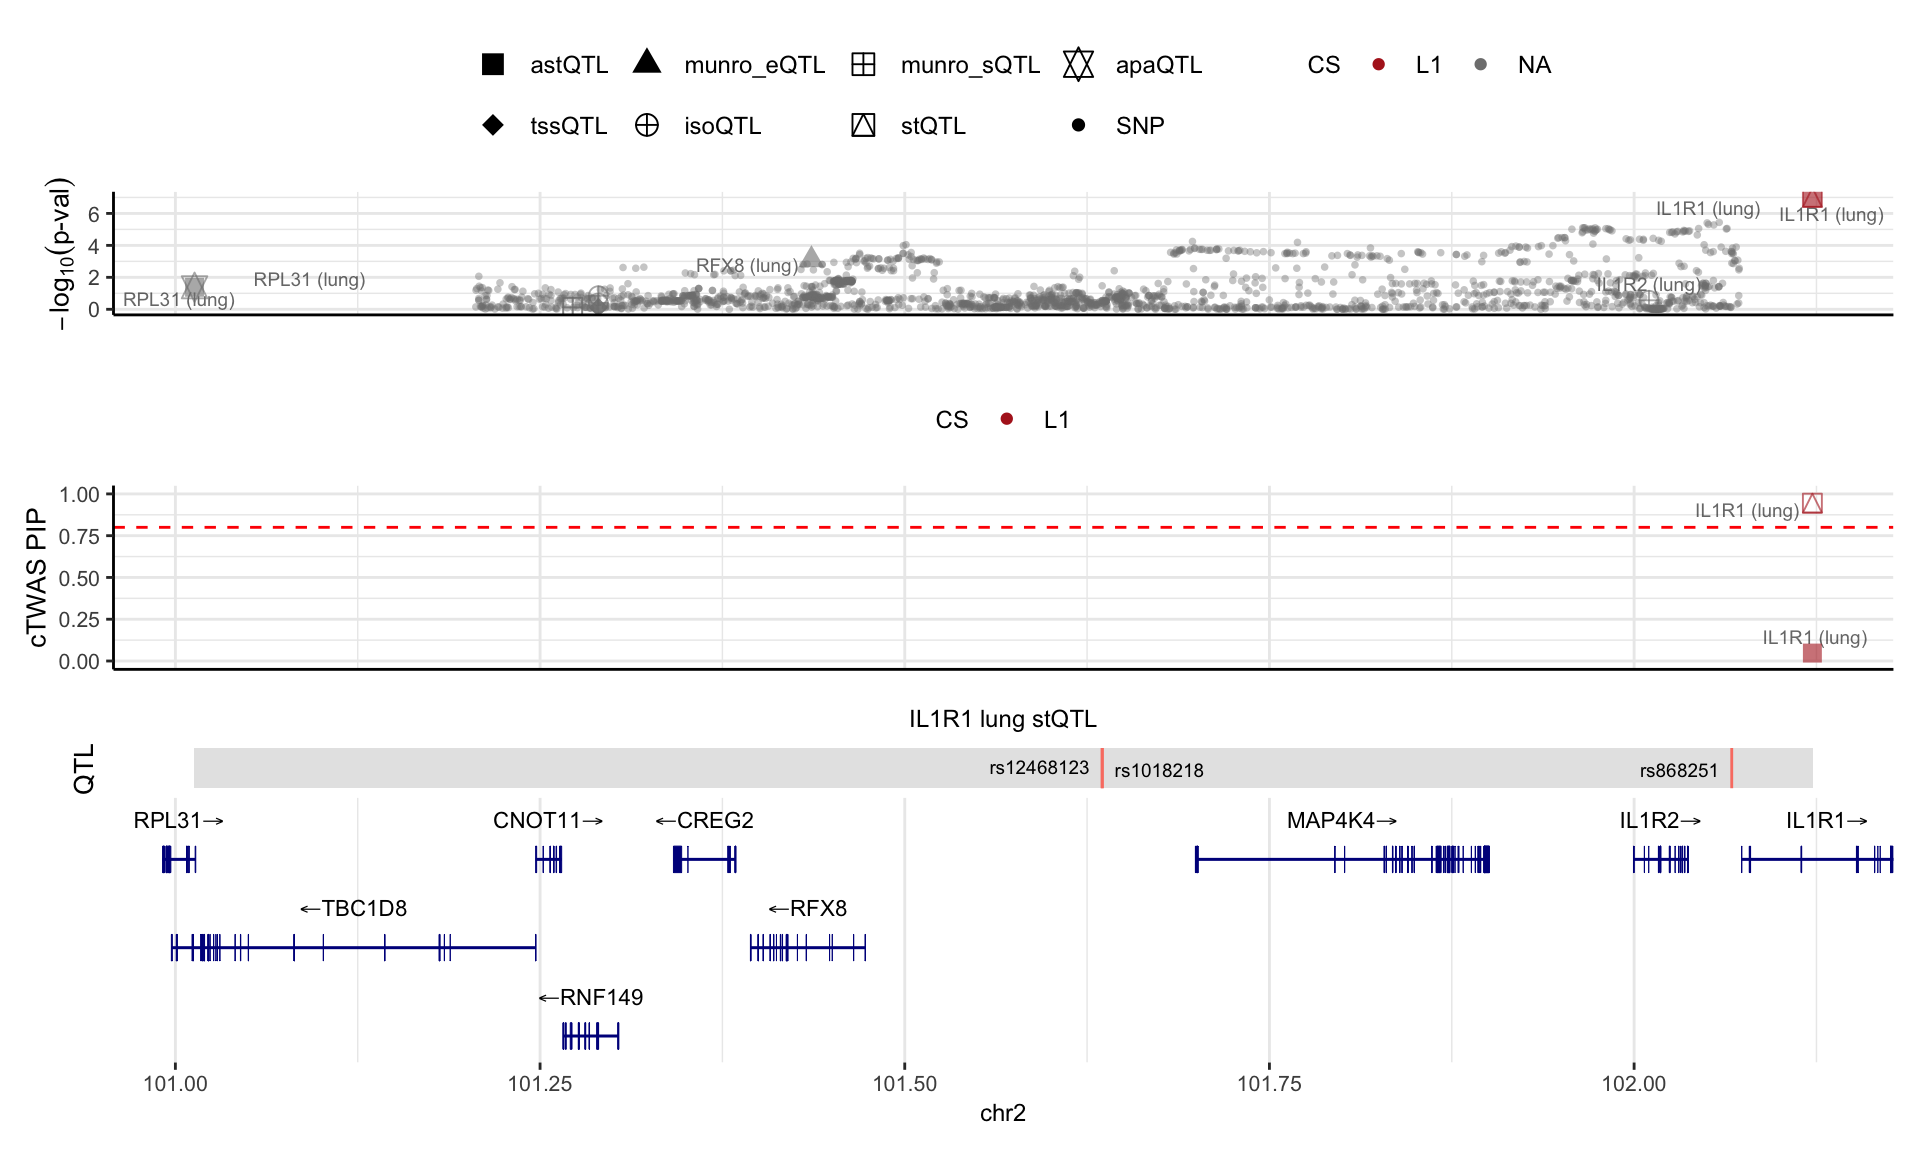 astQTL munro_eQTL munro_sQTL apaQTL CS L1 NA
tssQTL isoQTL stQTL SNP
−log10(p-val)
6
4
2
0
IL1R1 (lung)
IL1R1 (lung)
RFX8 (lung)
RPL31 (lung)
IL1R2 (lung)
RPL31 (lung)
CS L1
cTWAS PIP
1.00
0.75
0.50
0.25
0.00
IL1R1 (lung)
IL1R1 (lung)
IL1R1 lung stQTL
QTL
rs12468123 rs1018218 rs868251
RPL31→ CNOT11→ ←CREG2 MAP4K4→ IL1R2→ IL1R1→
←TBC1D8 ←RFX8
←RNF149
101.00 101.25 101.50 101.75 102.00
chr2